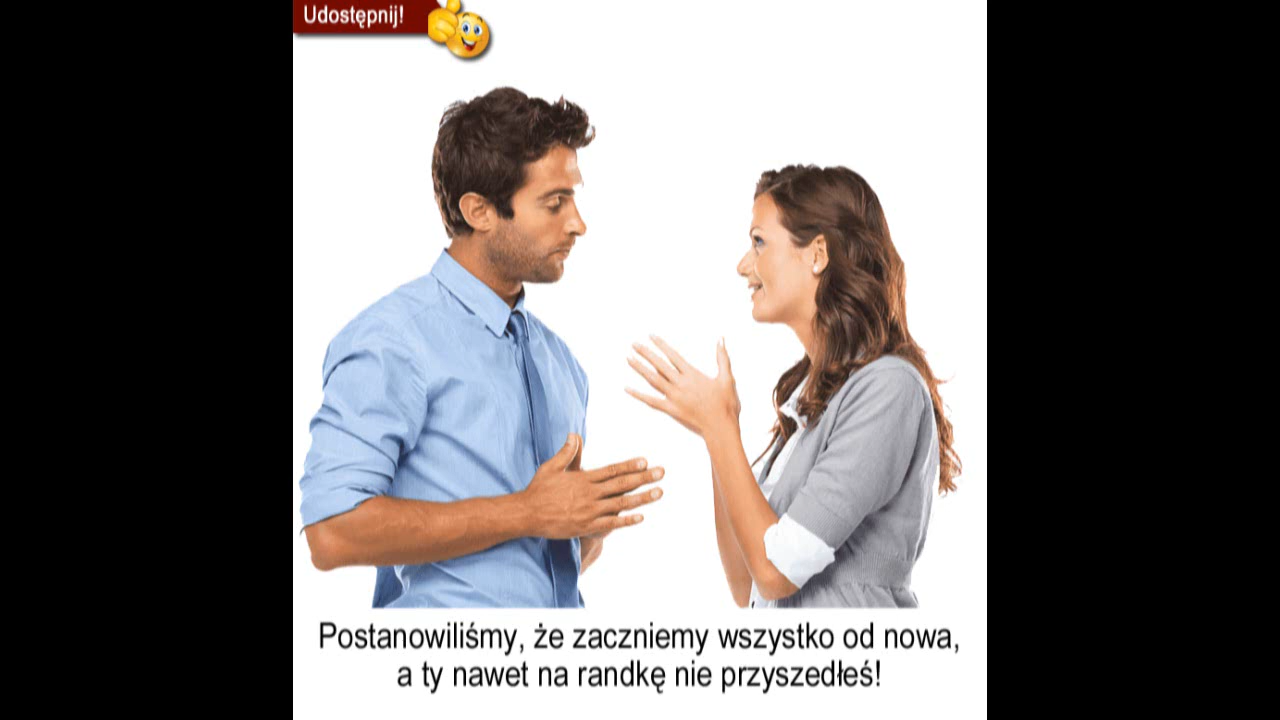 Udostępnij!
Postanowiliśmy, że zaczniemy wszystko od nowa,
a ty nawet na randkę nie przyszedłeś!